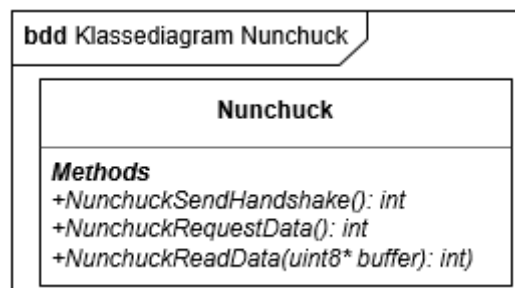 bdd Klassediagram Nunchuck
Nunchuck
Methods
+NunchuckSendHandshake(): int
+NunchuckRequestData(): int
+NunchuckReadData(uint8* buffer): int)